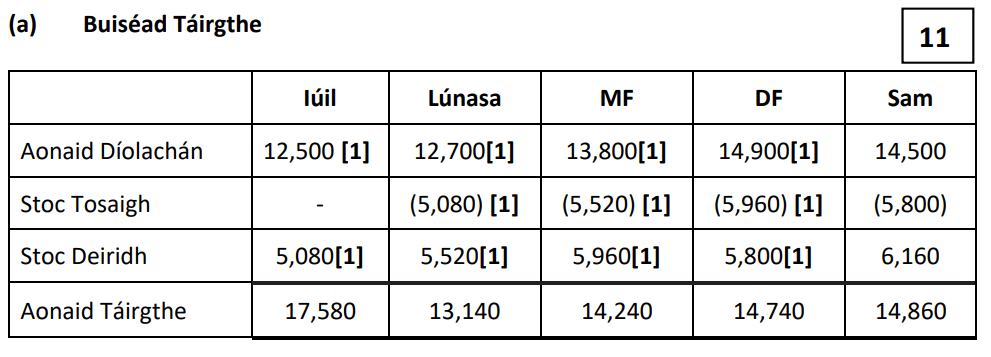 (a) Buiséad Táirgthe
11
Iúil Lúnasa MF DF Sam
Aonaid Díolachán 12,500 [1] 12,700[1] 13,800[1] 14,900[1] 14,500
Stoc Tosaigh - (5,080) [1] (5,520) [1] (5,960) [1] (5,800)
Stoc Deiridh 5,080[1] 5,520[1] 5,960[1] 5,800[1] 6,160
Aonaid Táirgthe 17,580 13,140 14,240 14,740 14,860